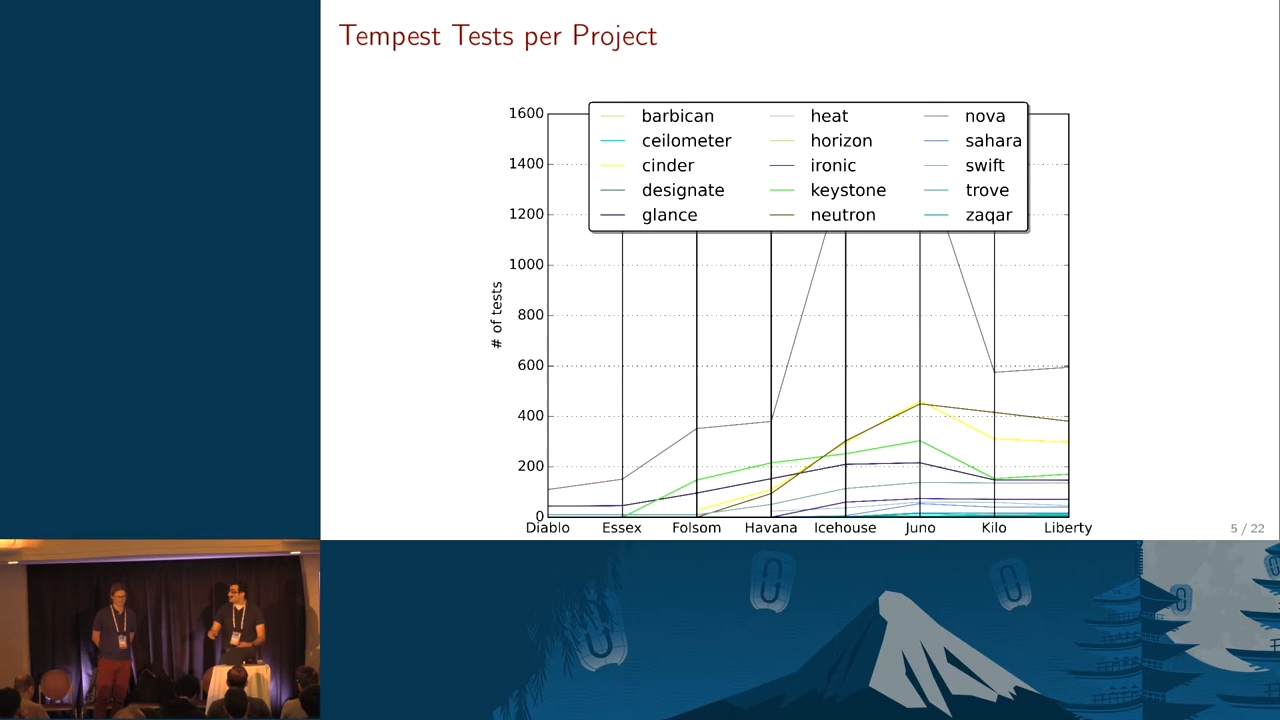 Tempest Tests per Project
barbican heat nova
ceilometer horizon sahara
cinder ironic swift
designate keystone trove
glance neutron zaqar
1600
1400
1200
1000
800
600
400
200
0
# of tests
Diablo Essex Folsom Havana Icehouse Juno Kilo Liberty
5 / 22